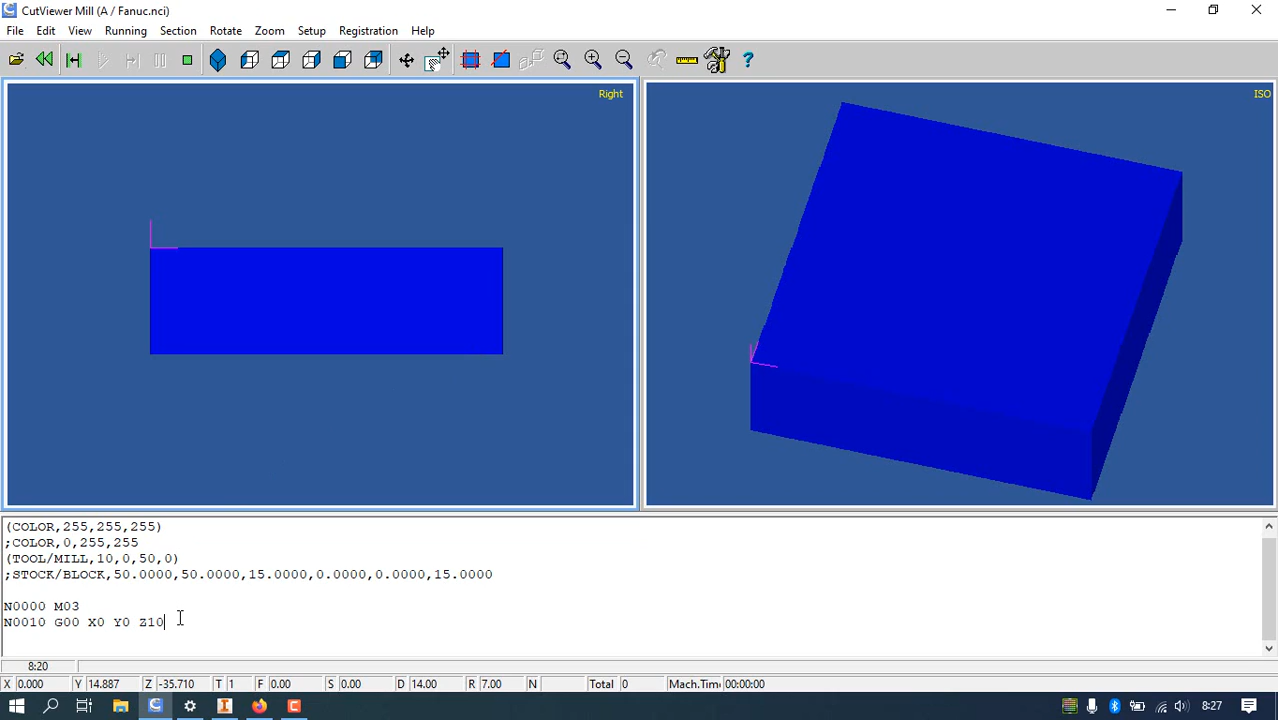 CutViewer Mill (A / Fanuc.nci)
File Edit View Running Section Rotate Zoom Setup Registration Help
Right
ISO
(COLOR,255,255,255)
;COLOR,0,255,255
(TOOL/MILL,10,0,50,0)
;STOCK/BLOCK,50.0000,50.0000,15.0000,0.0000,0.0000,15.0000
N0000 M03
N0010 G00 X0 Y0 Z10
8:20
X 0.000 Y 14.887 Z -35.710 T 1 F 0.00 S 0.00 D 14.00 R 7.00 N Total 0 Mach.Time 00:00:00
8:27